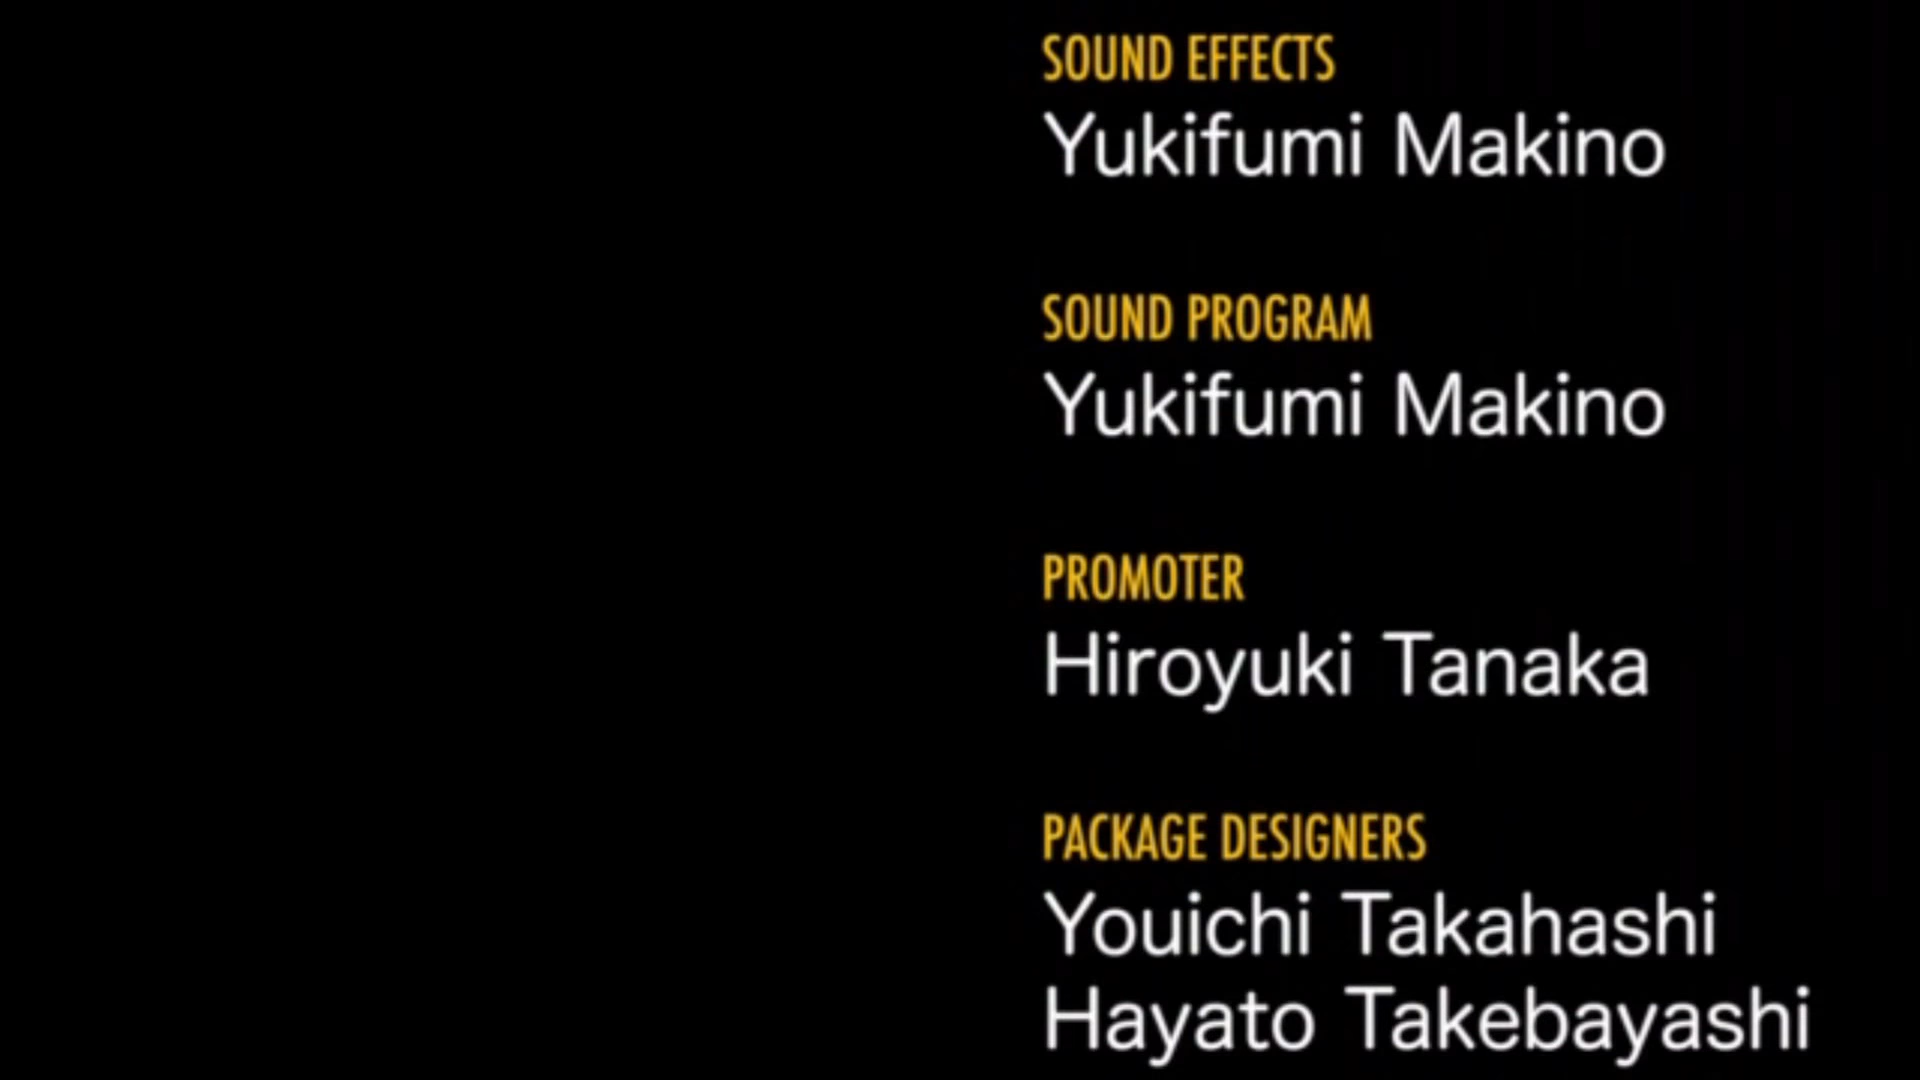 SOUND EFFECTS
Yukifumi Makino
SOUND PROGRAM
Yukifumi Makino
PROMOTER
Hiroyuki Tanaka
PACKAGE DESIGNERS
Youichi Takahashi
Hayato Takebayashi